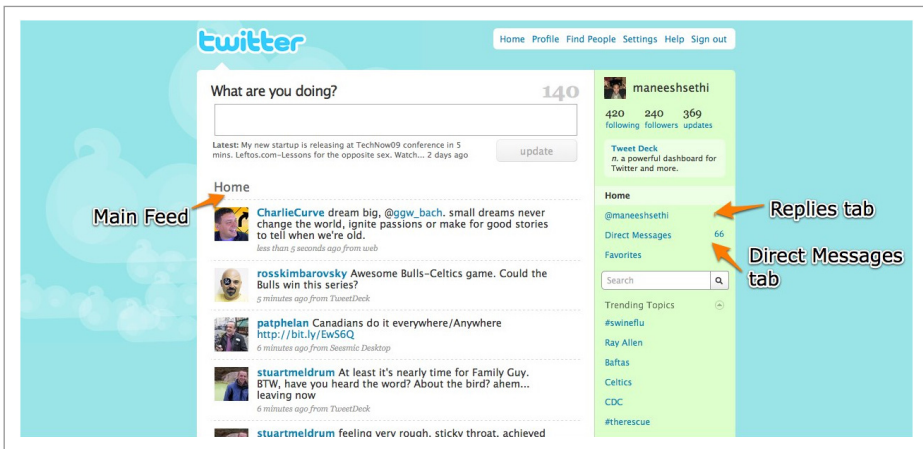 twitter
Home Profile Find People Settings Help Sign out
What are you doing?
140
Latest: My new startup is releasing at TechNow09 conference in 5
mins. Leftos.com-Lessons for the opposite sex. Watch... 2 days ago
update
Home
CharlieCurve dream big, @ggw_bach. small dreams never
change the world, ignite passions or make for good stories
to tell when we're old.
less than 5 seconds ago from web
rosskimbarovsky Awesome Bulls-Celtics game. Could the
Bulls win this series?
5 minutes ago from TweetDeck
patphelan Canadians do it everywhere/Anywhere
http://bit.ly/EwS6Q
6 minutes ago from Seesmic Desktop
stuartmeldrum At least it's nearly time for Family Guy.
BTW, have you heard the word? About the bird? ahem...
leaving now
6 minutes ago from TweetDeck
stuartmeldrum feeling very rough, sticky throat, achieved
maneeshsethi
420 240 369
following followers updates
Tweet Deck
n. a powerful dashboard for
Twitter and more.
Home
@maneeshsethi
Direct Messages 66
Favorites
Search
Trending Topics
#swineflu
Ray Allen
Baftas
Celtics
CDC
#therescue
Main Feed
Replies tab
Direct Messages
tab